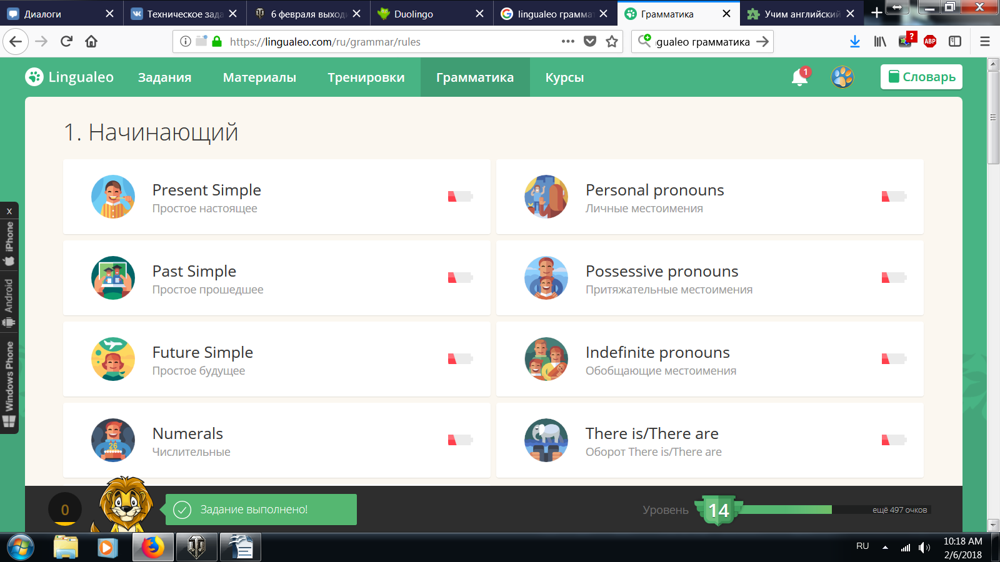 Диалоги
Техническое зада
6 февраля выход
Duolingo
lingualeo граммат
Грамматика
Учим английский
https://lingualeo.com/ru/grammar/rules
gualeo грамматика
?
ABP
Lingualeo
Задания
Материалы
Тренировки
Грамматика
Курсы
1
Словарь
1. Начинающий
Present Simple
Простое настоящее
Personal pronouns
Личные местоимения
Past Simple
Простое прошедшее
Possessive pronouns
Притяжательные местоимения
Future Simple
Простое будущее
Indefinite pronouns
Обобщающие местоимения
Numerals
Числительные
26
There is/There are
Оборот There is/There are
x
iPhone
Android
Windows Phone
0
Задание выполнено!
Уровень
14
ещё 497 очков
RU
10:18 AM
2/6/2018